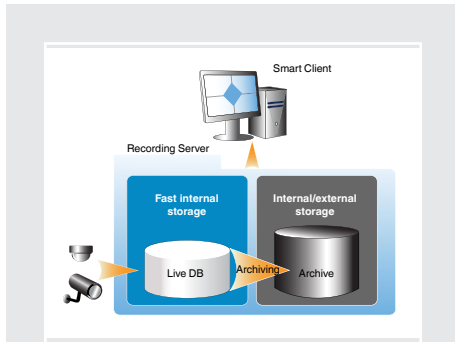 Smart Client
Recording Server
Fast internal
storage
Internal/external
storage
Live DB
Archiving
Archive